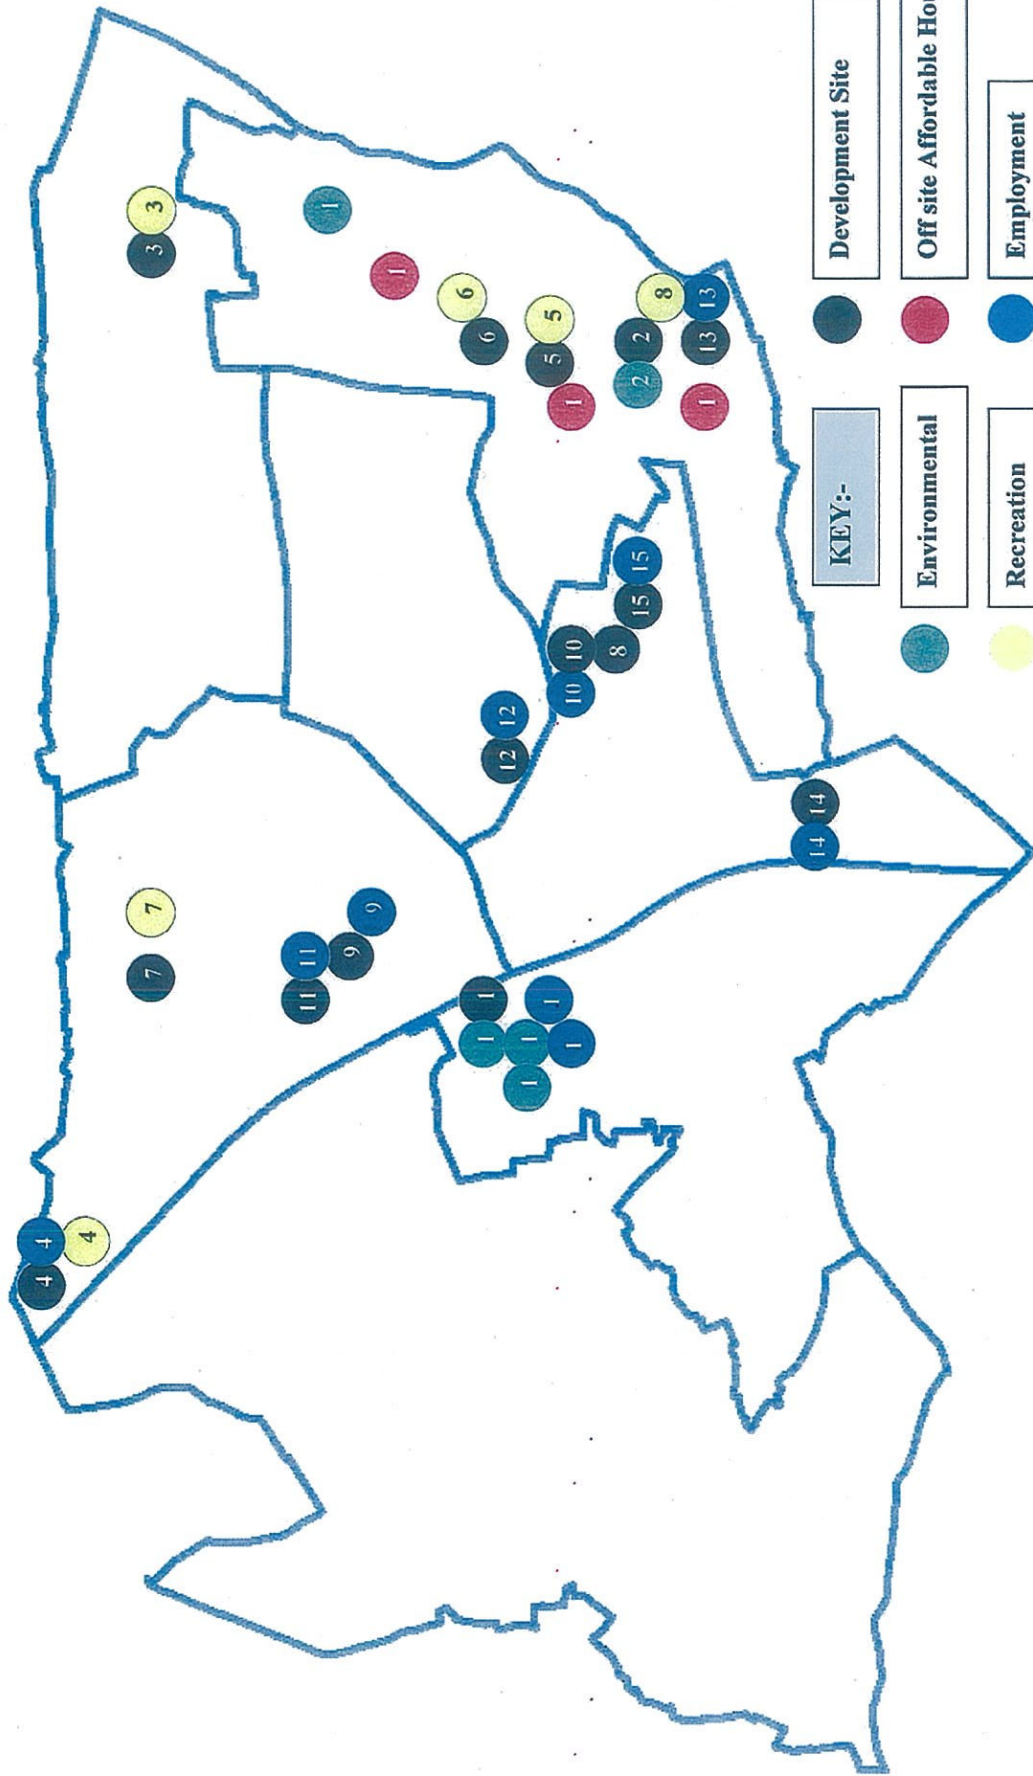 4 4
4
7 7 3 3
11 11 1
9
9
1
6
1 1 6
12 12
1 1
1 5 5
1 10 10 1
8
15 15 2 2
8
1 13 13
14 14
KEY:- Development Site
Environmental Off site Affordable Hou
Recreation Employment